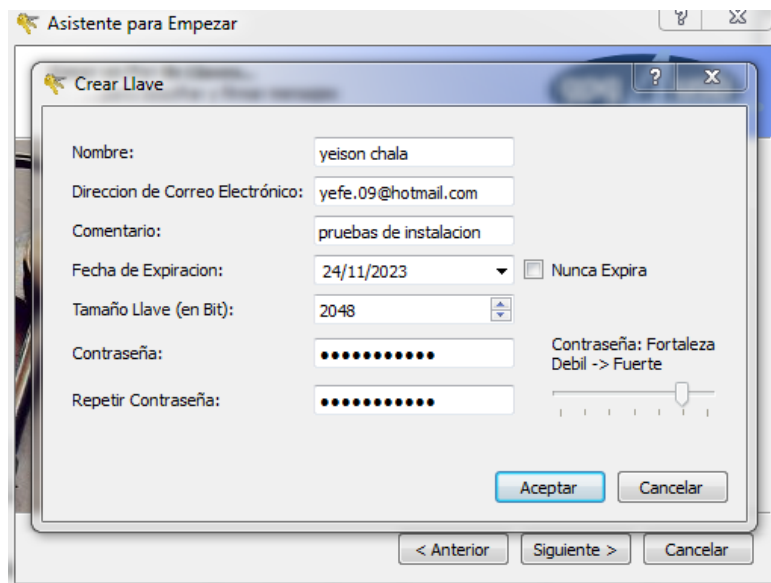 Asistente para Empezar
Crear Llave
Nombre: yeison chala
Direccion de Correo Electrónico: yefe.09@hotmail.com
Comentario: pruebas de instalacion
Fecha de Expiracion: 24/11/2023 Nunca Expira
Tamaño Llave (en Bit): 2048
Contraseña: ●●●●●●●●●●●
Contraseña: Fortaleza
Debil -> Fuerte
Repetir Contraseña: ●●●●●●●●●●●
Aceptar Cancelar
< Anterior Siguiente > Cancelar